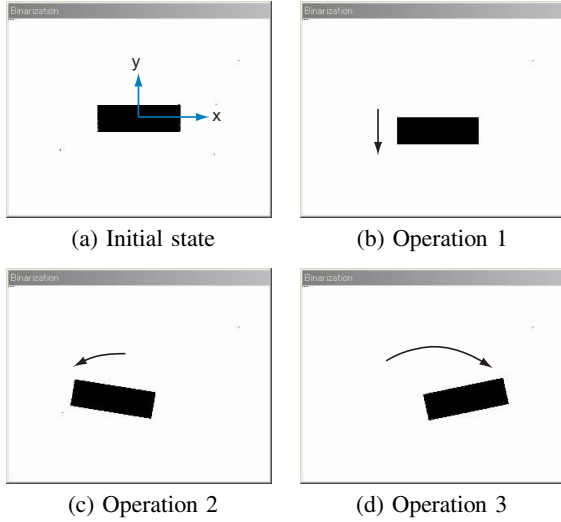 Binarization
y
x
(a) Initial state
Binarization
(b) Operation 1
Binarization
(c) Operation 2
Binarization
(d) Operation 3